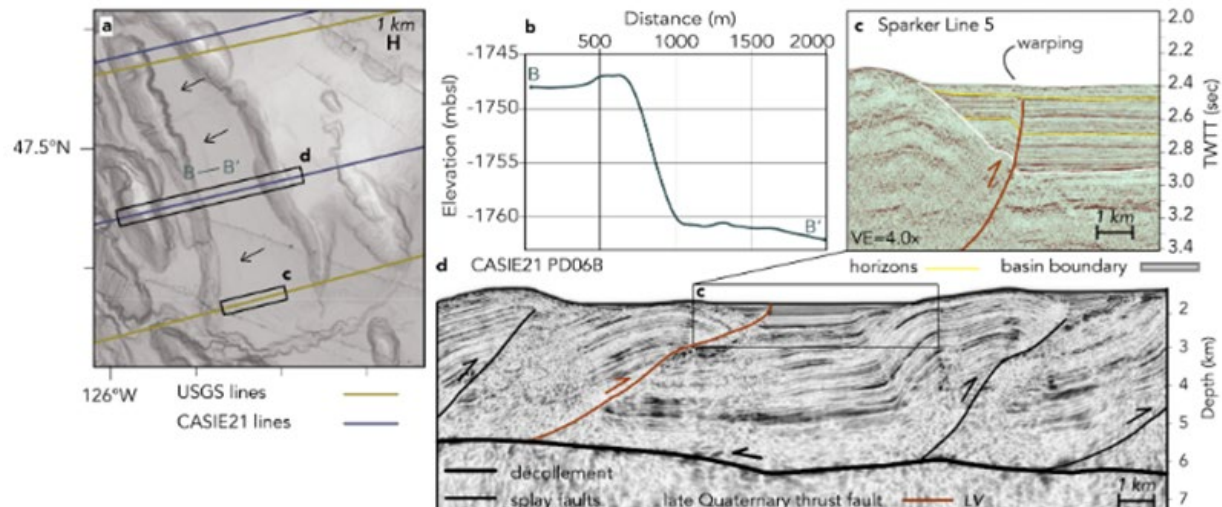 a
1 km
H
47.5°N
B — B'
d
c
126°W
USGS lines
CASIE21 lines
b
Distance (m)
500 1000 1500 2000
Elevation (mbsl)
-1745
-1750
-1755
-1760
B
B'
c Sparker Line 5
warping
VE=4.0x
1 km
TWTT (sec)
2.0
2.2
2.4
2.6
2.8
3.0
3.2
3.4
horizons
basin boundary
d CASIE21 PD06B
c
Depth (km)
2
3
4
5
6
7
décollement
splay faults
late Quaternary thrust fault
LV
1 km